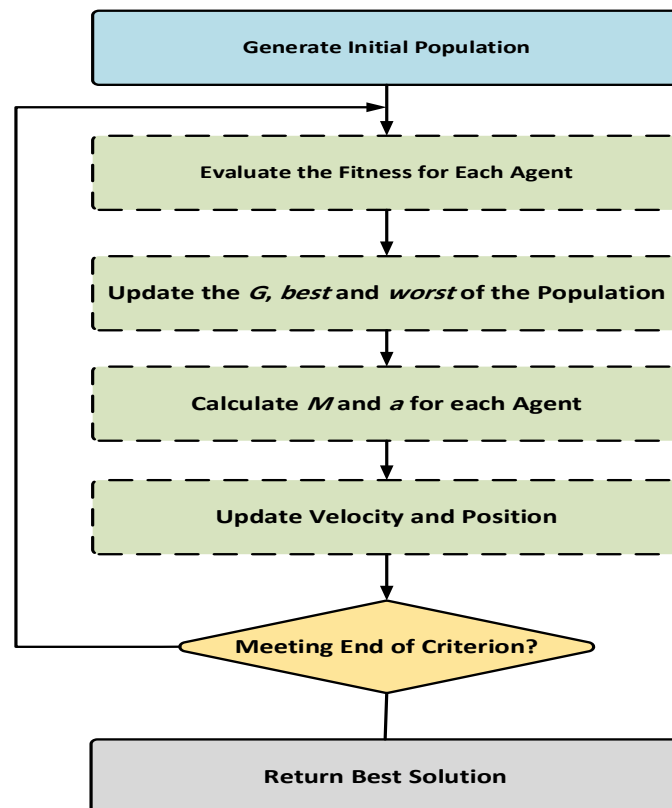 Generate Initial Population
Evaluate the Fitness for Each Agent
Update the G, best and worst of the Population
Calculate M and a for each Agent
Update Velocity and Position
Meeting End of Criterion?
Return Best Solution